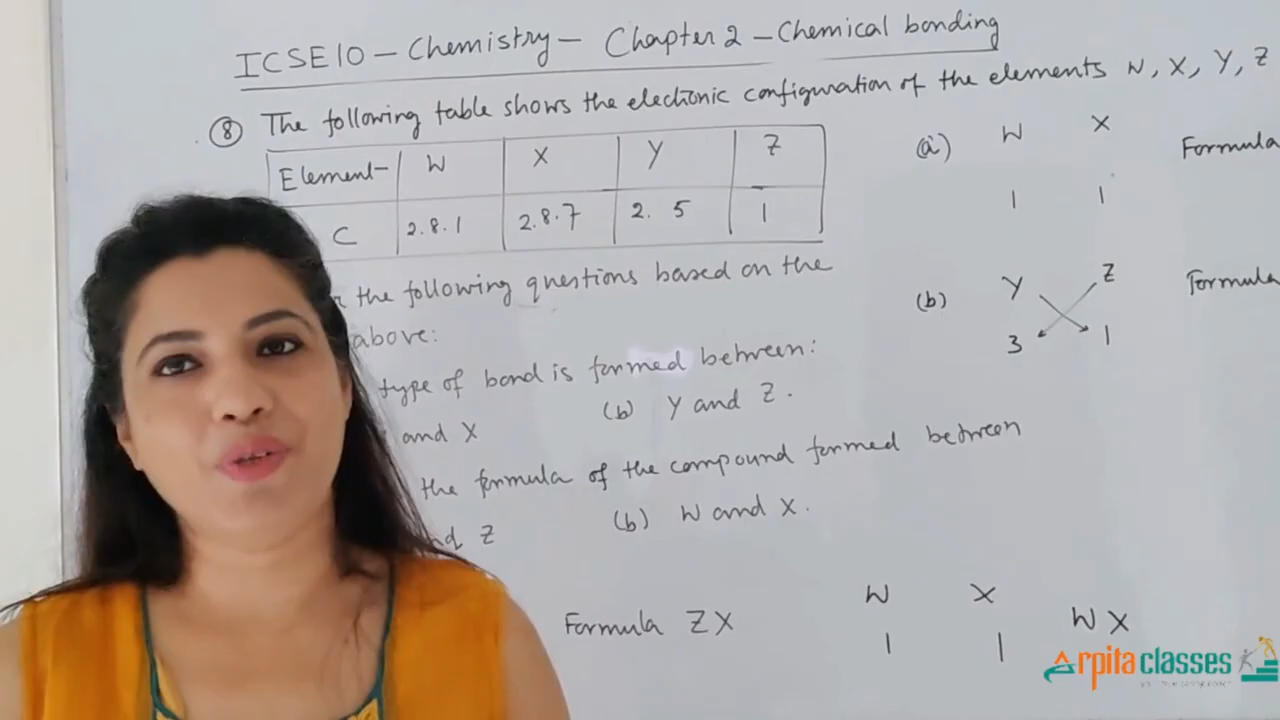 ICSE 10 - Chemistry - Chapter 2 - Chemical bonding
⑧ The following table shows the electronic configuration of the elements W, X, Y, Z
Element W X Y Z
C 2.8.1 2.8.7 2. 5 1
the following questions based on the
above:
type of bond is formed between:
and X (b) Y and Z.
the formula of the compound formed between
Z (b) W and X.
Formula ZX
W X
1 1 WX
(a) W X Formula
1 1
(b) Y Z Formula
3 1
Arpita classes